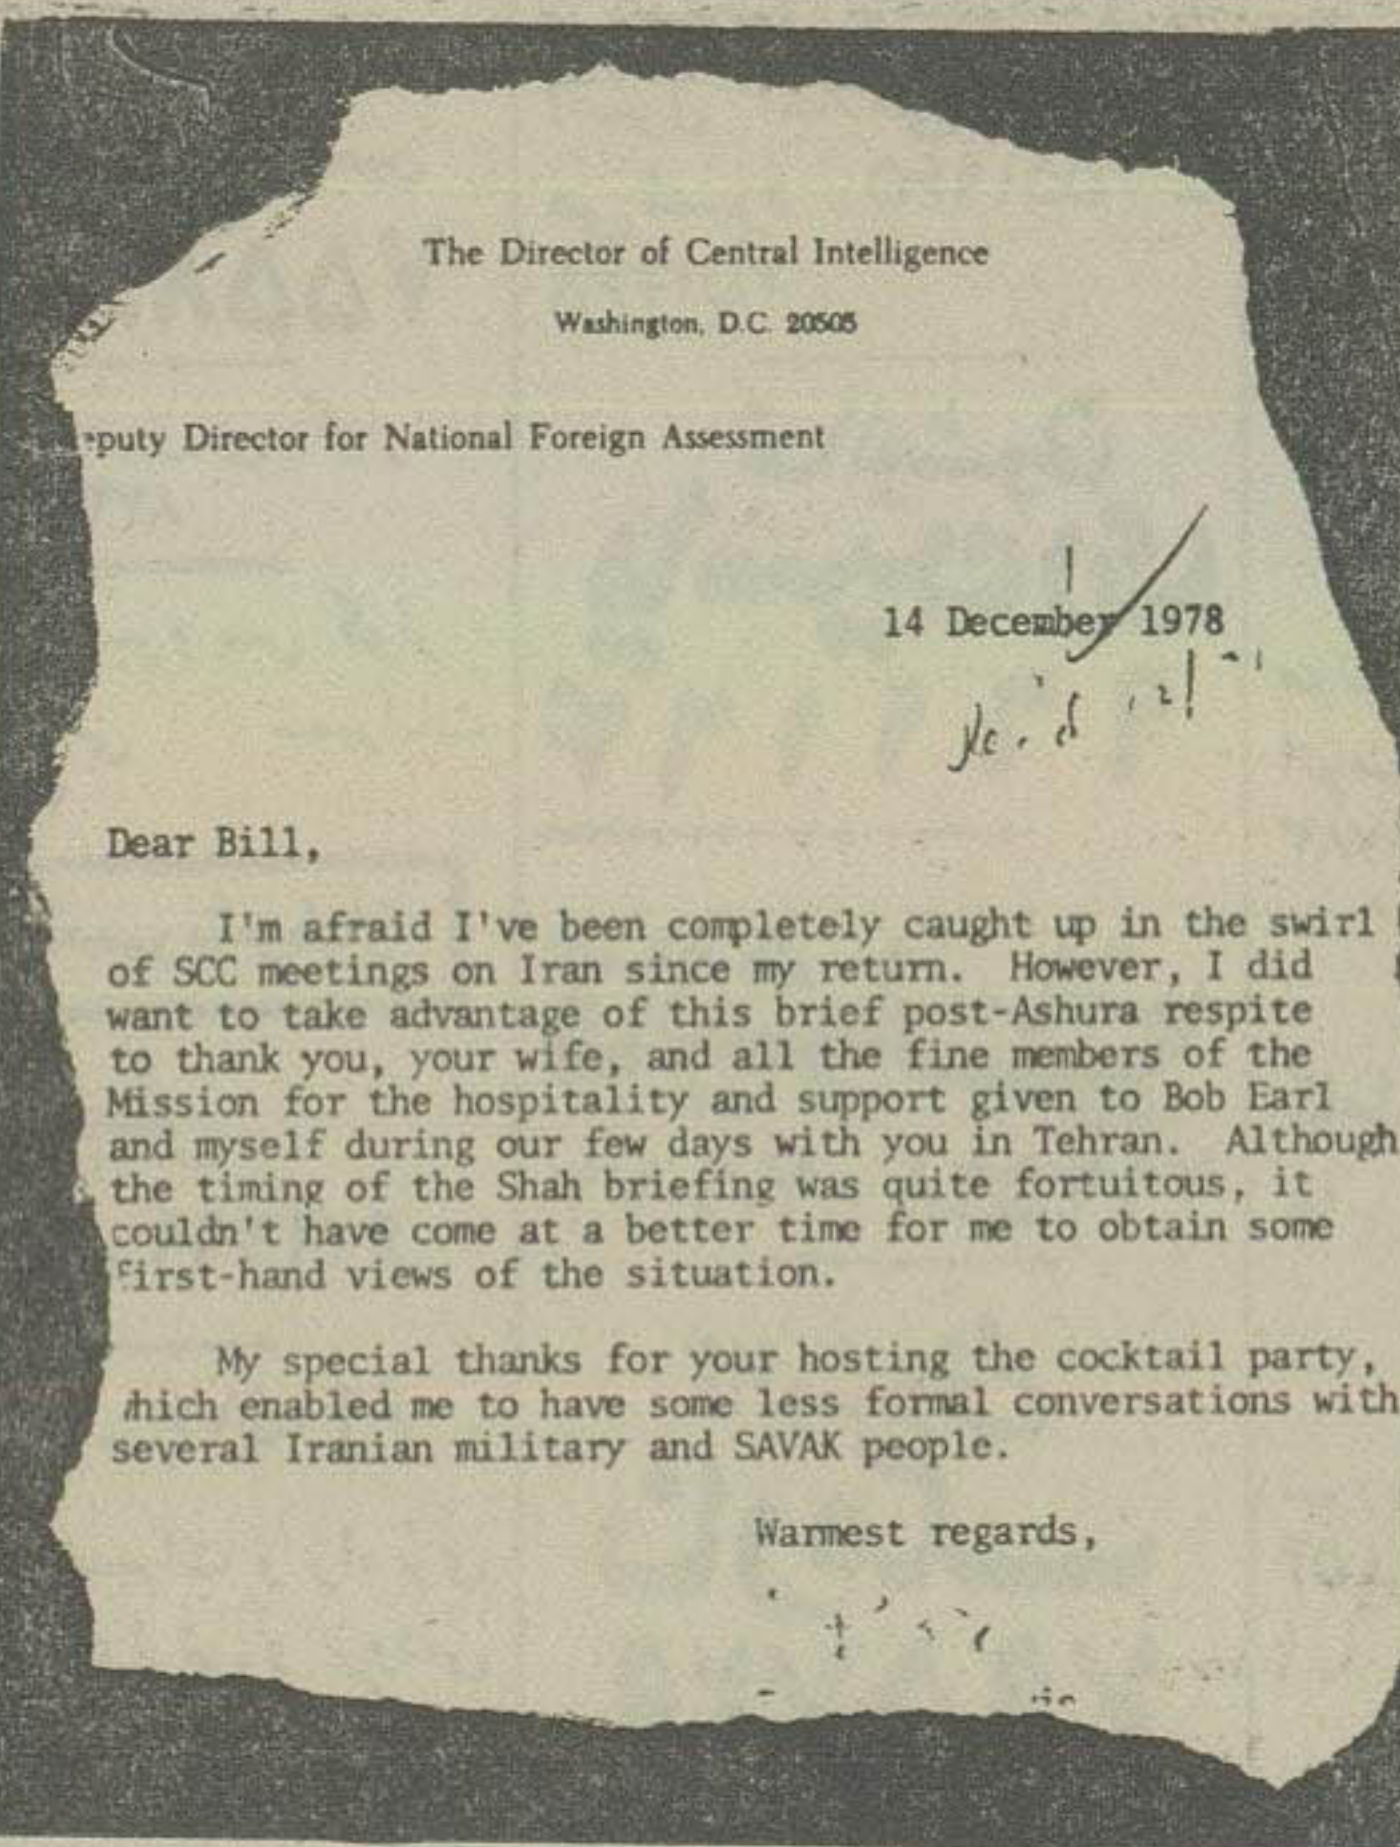 The Director of Central Intelligence
Washington, D.C. 20505
eputy Director for National Foreign Assessment
14 December 1978
Dear Bill,
I'm afraid I've been completely caught up in the swirl
of SCC meetings on Iran since my return. However, I did
want to take advantage of this brief post-Ashura respite
to thank you, your wife, and all the fine members of the
Mission for the hospitality and support given to Bob Earl
and myself during our few days with you in Tehran. Although
the timing of the Shah briefing was quite fortuitous, it
couldn't have come at a better time for me to obtain some
first-hand views of the situation.
My special thanks for your hosting the cocktail party,
which enabled me to have some less formal conversations with
several Iranian military and SAVAK people.
Warmest regards,